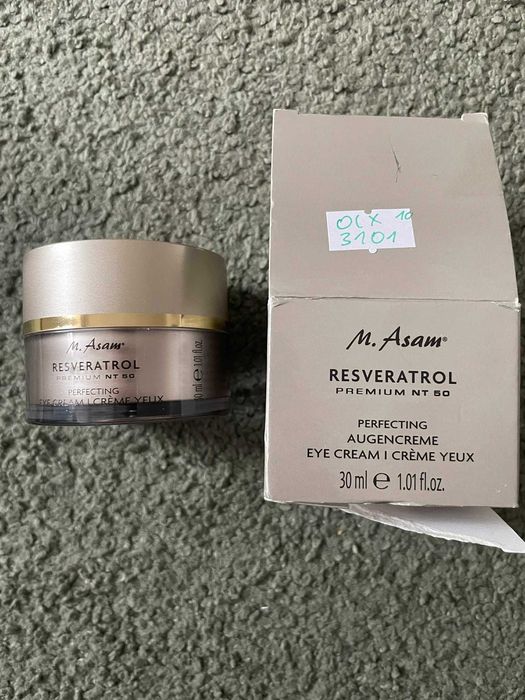 M. Asam®
RESVERATROL
PREMIUM NT 50
PERFECTING
EYE CREAM I CRÈME YEUX
30 ml e 1.01 fl.oz.
OLX 10
3101
M. Asam®
RESVERATROL
PREMIUM NT 50
PERFECTING
AUGENCREME
EYE CREAM I CRÈME YEUX
30 ml e 1.01 fl.oz.